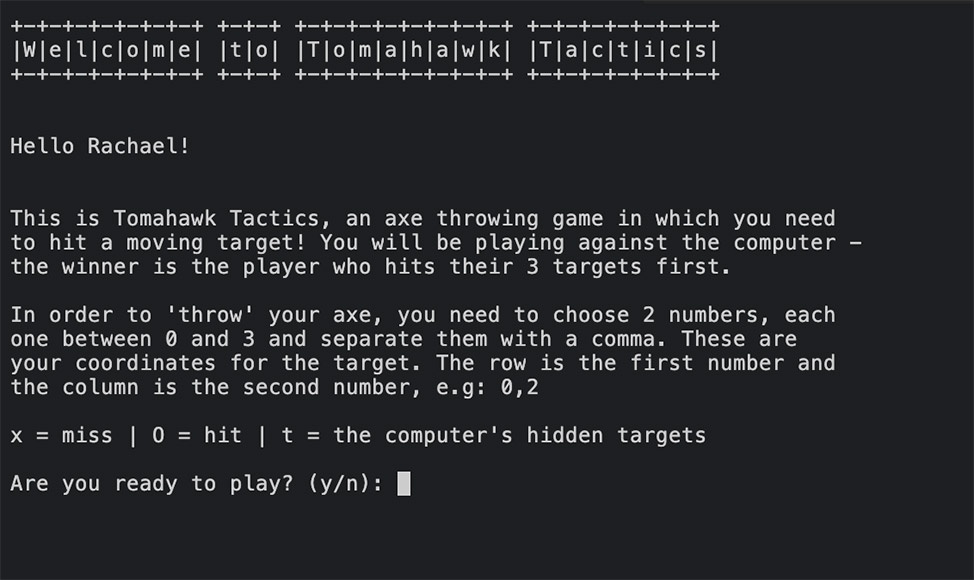 +-+-+-+-+-+-+-+ +-+-+ +-+-+-+-+-+-+-+-+ +-+-+-+-+-+-+-+
|W|e|l|c|o|m|e| |t|o| |T|o|m|a|h|a|w|k| |T|a|c|t|i|c|s|
+-+-+-+-+-+-+-+ +-+-+ +-+-+-+-+-+-+-+-+ +-+-+-+-+-+-+-+
Hello Rachael!
This is Tomahawk Tactics, an axe throwing game in which you need
to hit a moving target! You will be playing against the computer –
the winner is the player who hits their 3 targets first.
In order to 'throw' your axe, you need to choose 2 numbers, each
one between 0 and 3 and separate them with a comma. These are
your coordinates for the target. The row is the first number and
the column is the second number, e.g: 0,2
x = miss | O = hit | t = the computer's hidden targets
Are you ready to play? (y/n):